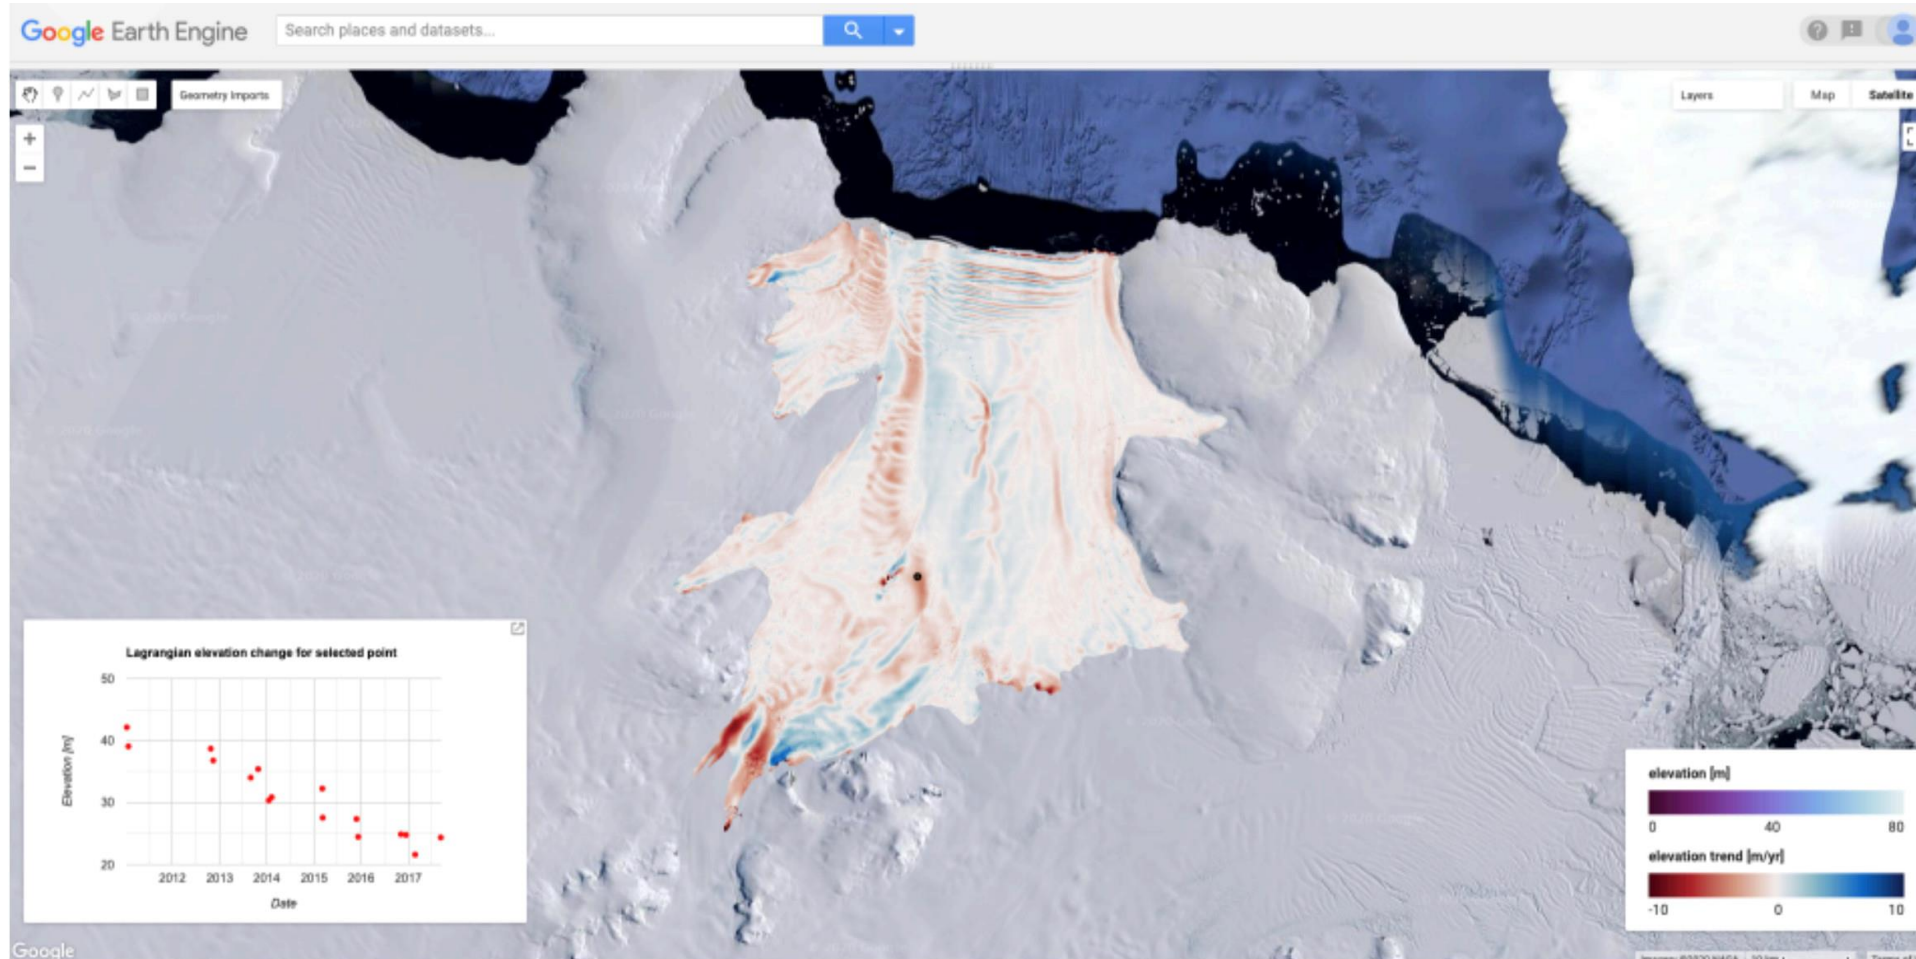 Google Earth Engine
Search places and datasets...
Geometry Imports
Layers
Map
Satellite
Lagrangian elevation change for selected point
50
40
30
20
Elevation [m]
2012 2013 2014 2015 2016 2017
Date
elevation [m]
0 40 80
elevation trend [m/yr]
-10 0 10
Google